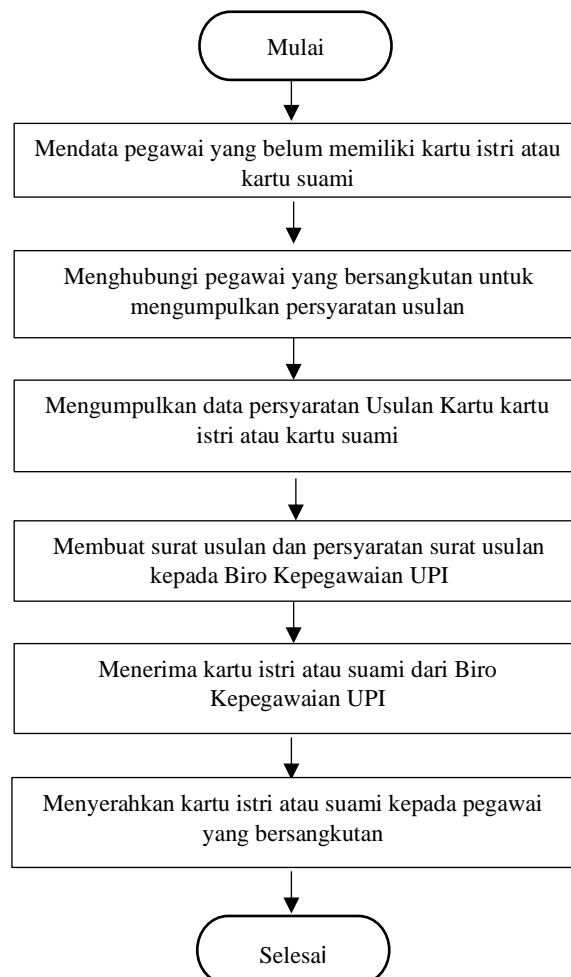 Mulai
Mendata pegawai yang belum memiliki kartu istri atau
kartu suami
Menghubungi pegawai yang bersangkutan untuk
mengumpulkan persyaratan usulan
Mengumpulkan data persyaratan Usulan Kartu kartu
istri atau kartu suami
Membuat surat usulan dan persyaratan surat usulan
kepada Biro Kepegawaian UPI
Menerima kartu istri atau suami dari Biro
Kepegawaian UPI
Menyerahkan kartu istri atau suami kepada pegawai
yang bersangkutan
Selesai